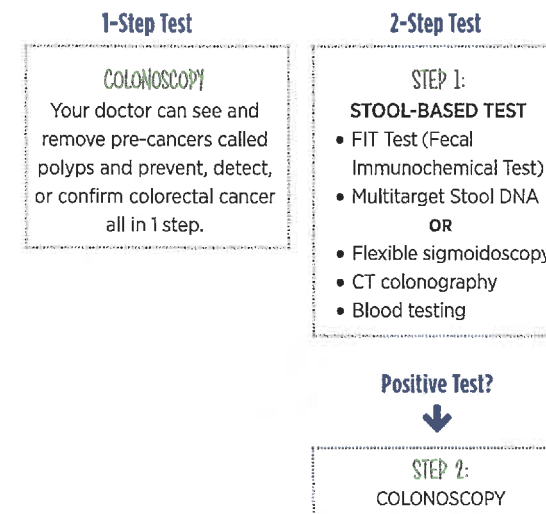 1-Step Test
COLONOSCOPY
Your doctor can see and
remove pre-cancers called
polyps and prevent, detect,
or confirm colorectal cancer
all in 1 step.
2-Step Test
STEP 1:
STOOL-BASED TEST
• FIT Test (Fecal
Immunochemical Test)
• Multitarget Stool DNA
OR
• Flexible sigmoidoscopy
• CT colonography
• Blood testing
Positive Test?
STEP 2:
COLONOSCOPY